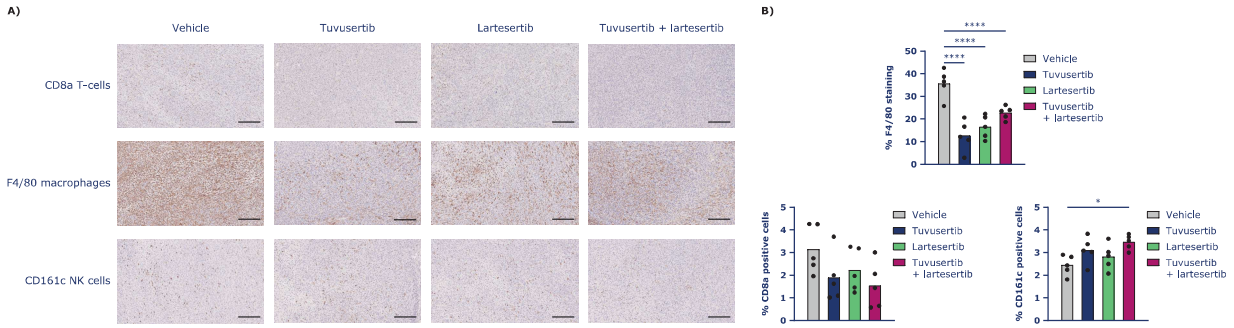 A)
Vehicle
Tuvusertib
Lartesertib
Tuvusertib + lartesertib
CD8a T-cells
F4/80 macrophages
CD161c NK cells
B)
****
****
****
% F4/80 staining
50
40
30
20
10
0
Vehicle
Tuvusertib
Lartesertib
Tuvusertib
+ lartesertib
% CD8a positive cells
5
4
3
2
1
0
Vehicle
Tuvusertib
Lartesertib
Tuvusertib
+ lartesertib
*
% CD161c positive cells
5
4
3
2
1
0
Vehicle
Tuvusertib
Lartesertib
Tuvusertib
+ lartesertib